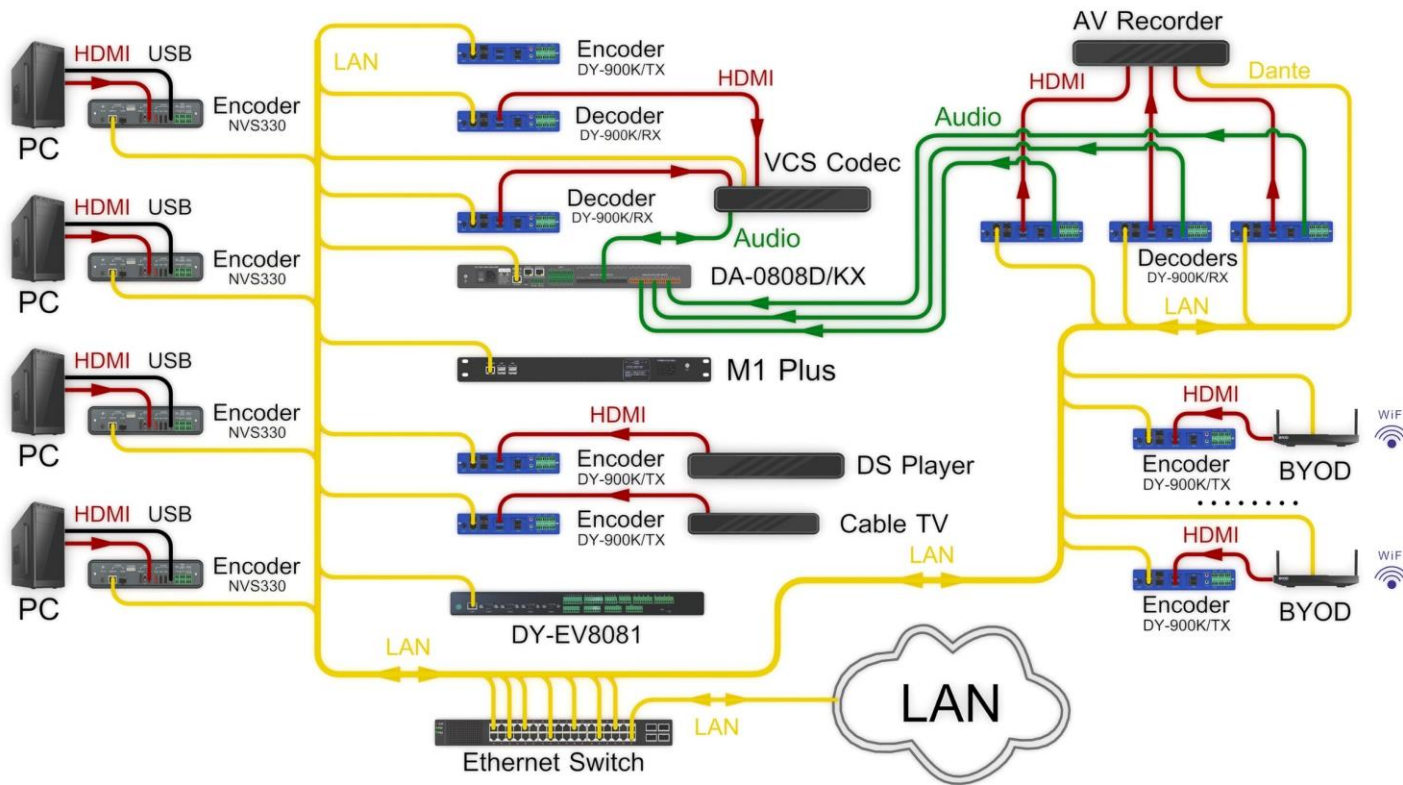 AV Recorder
HDMI USB
LAN
Encoder
DY-900K/TX
HDMI
HDMI
Dante
Encoder
NVS330
PC
Decoder
DY-900K/RX
Audio
VCS Codec
HDMI USB
Decoder
DY-900K/RX
Encoder
NVS330
PC
Audio
DA-0808D/KX
Decoders
DY-900K/RX
LAN
HDMI USB
M1 Plus
Encoder
NVS330
PC
HDMI
HDMI
WiFi
Encoder
DY-900K/TX
DS Player
Encoder
DY-900K/TX
BYOD
HDMI USB
Encoder
DY-900K/TX
Cable TV
HDMI
WiFi
Encoder
NVS330
PC
LAN
Encoder
DY-900K/TX
BYOD
DY-EV8081
LAN
LAN
LAN
Ethernet Switch